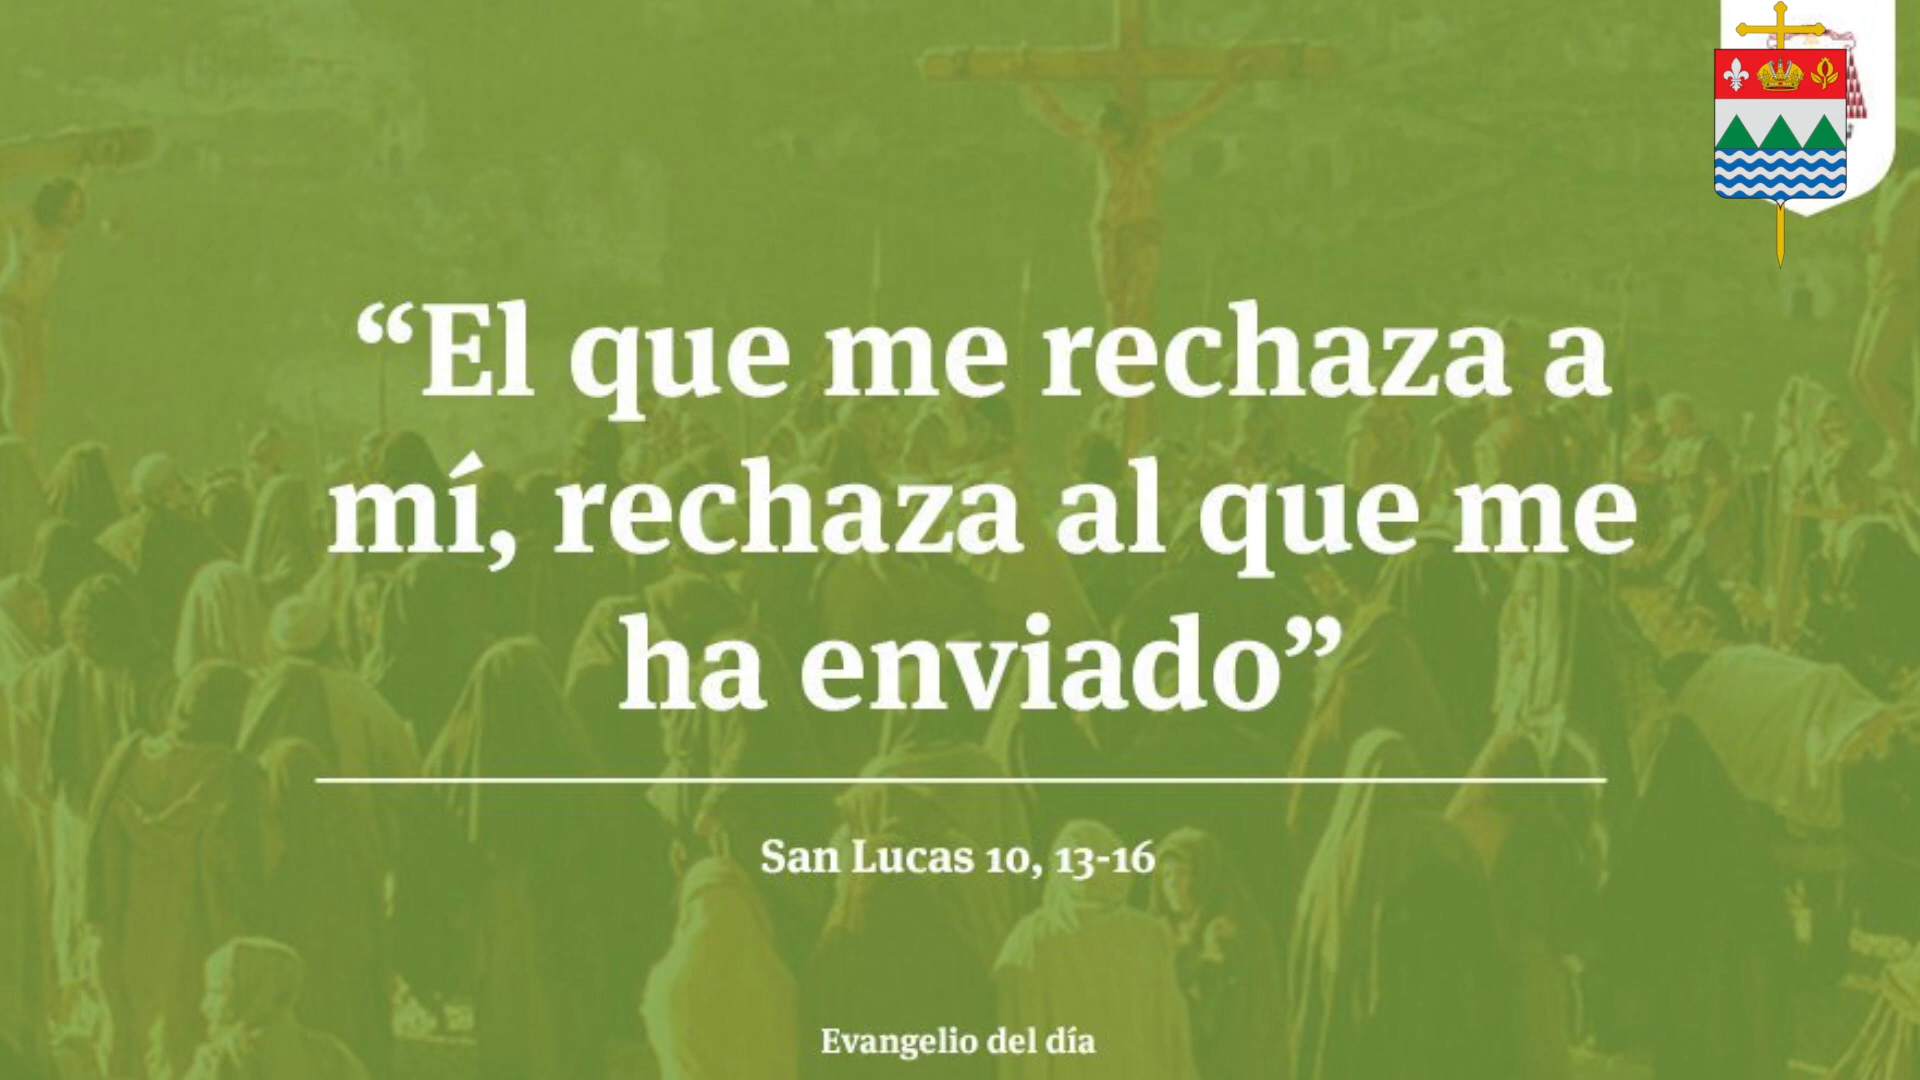 “El que me rechaza a
mí, rechaza al que me
ha enviado”
San Lucas 10, 13-16
Evangelio del día